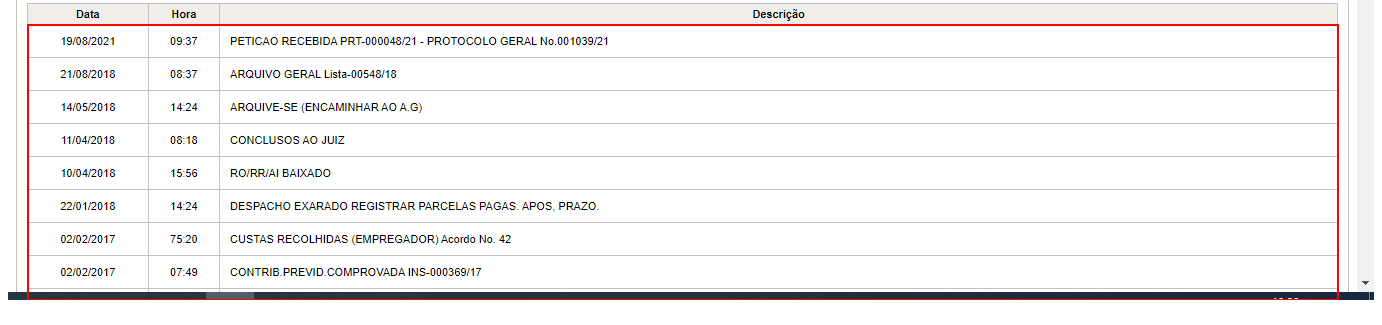 Data Hora Descrição
19/08/2021 09:37 PETICAO RECEBIDA PRT-000048/21 - PROTOCOLO GERAL No.001039/21
21/08/2018 08:37 ARQUIVO GERAL Lista-00548/18
14/05/2018 14:24 ARQUIVE-SE (ENCAMINHAR AO A.G)
11/04/2018 08:18 CONCLUSOS AO JUIZ
10/04/2018 15:56 RO/RR/AI BAIXADO
22/01/2018 14:24 DESPACHO EXARADO REGISTRAR PARCELAS PAGAS. APOS, PRAZO.
02/02/2017 75:20 CUSTAS RECOLHIDAS (EMPREGADOR) Acordo No. 42
02/02/2017 07:49 CONTRIB.PREVID.COMPROVADA INS-000369/17